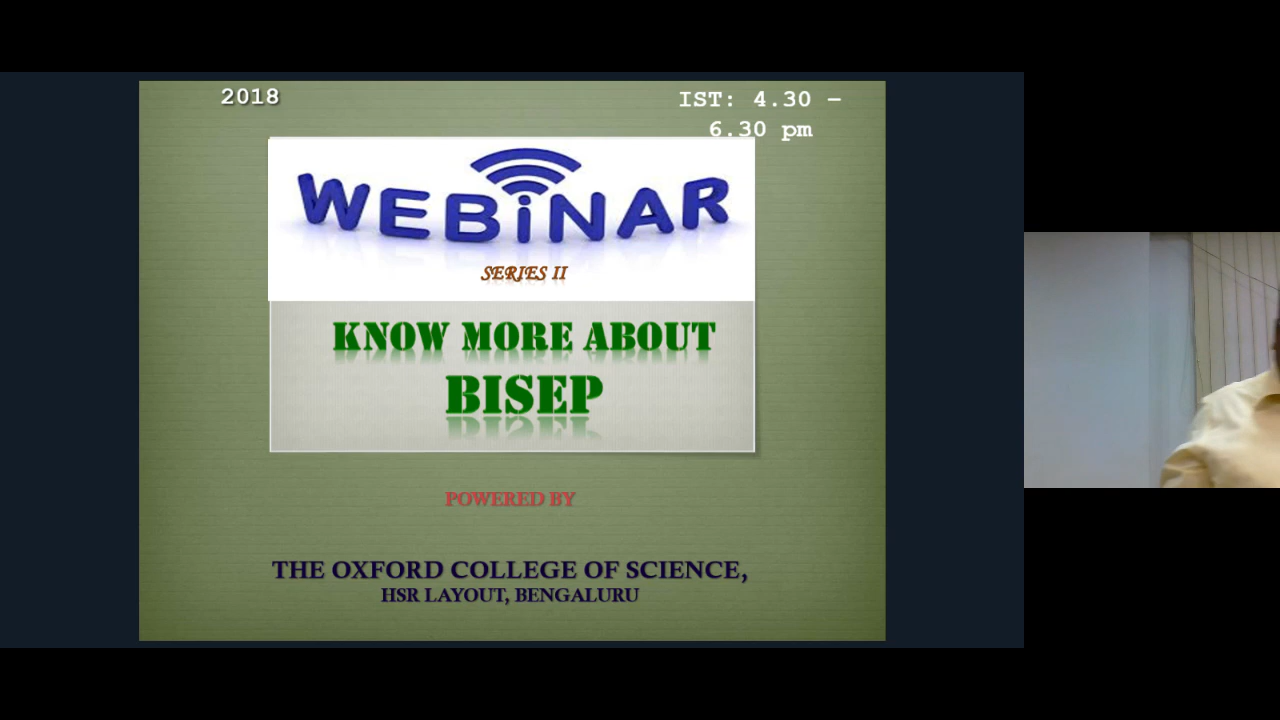 2018
IST: 4.30 –
6.30 pm
WEBiNAR
SERIES II
KNOW MORE ABOUT
BISEP
POWERED BY
THE OXFORD COLLEGE OF SCIENCE,
HSR LAYOUT, BENGALURU